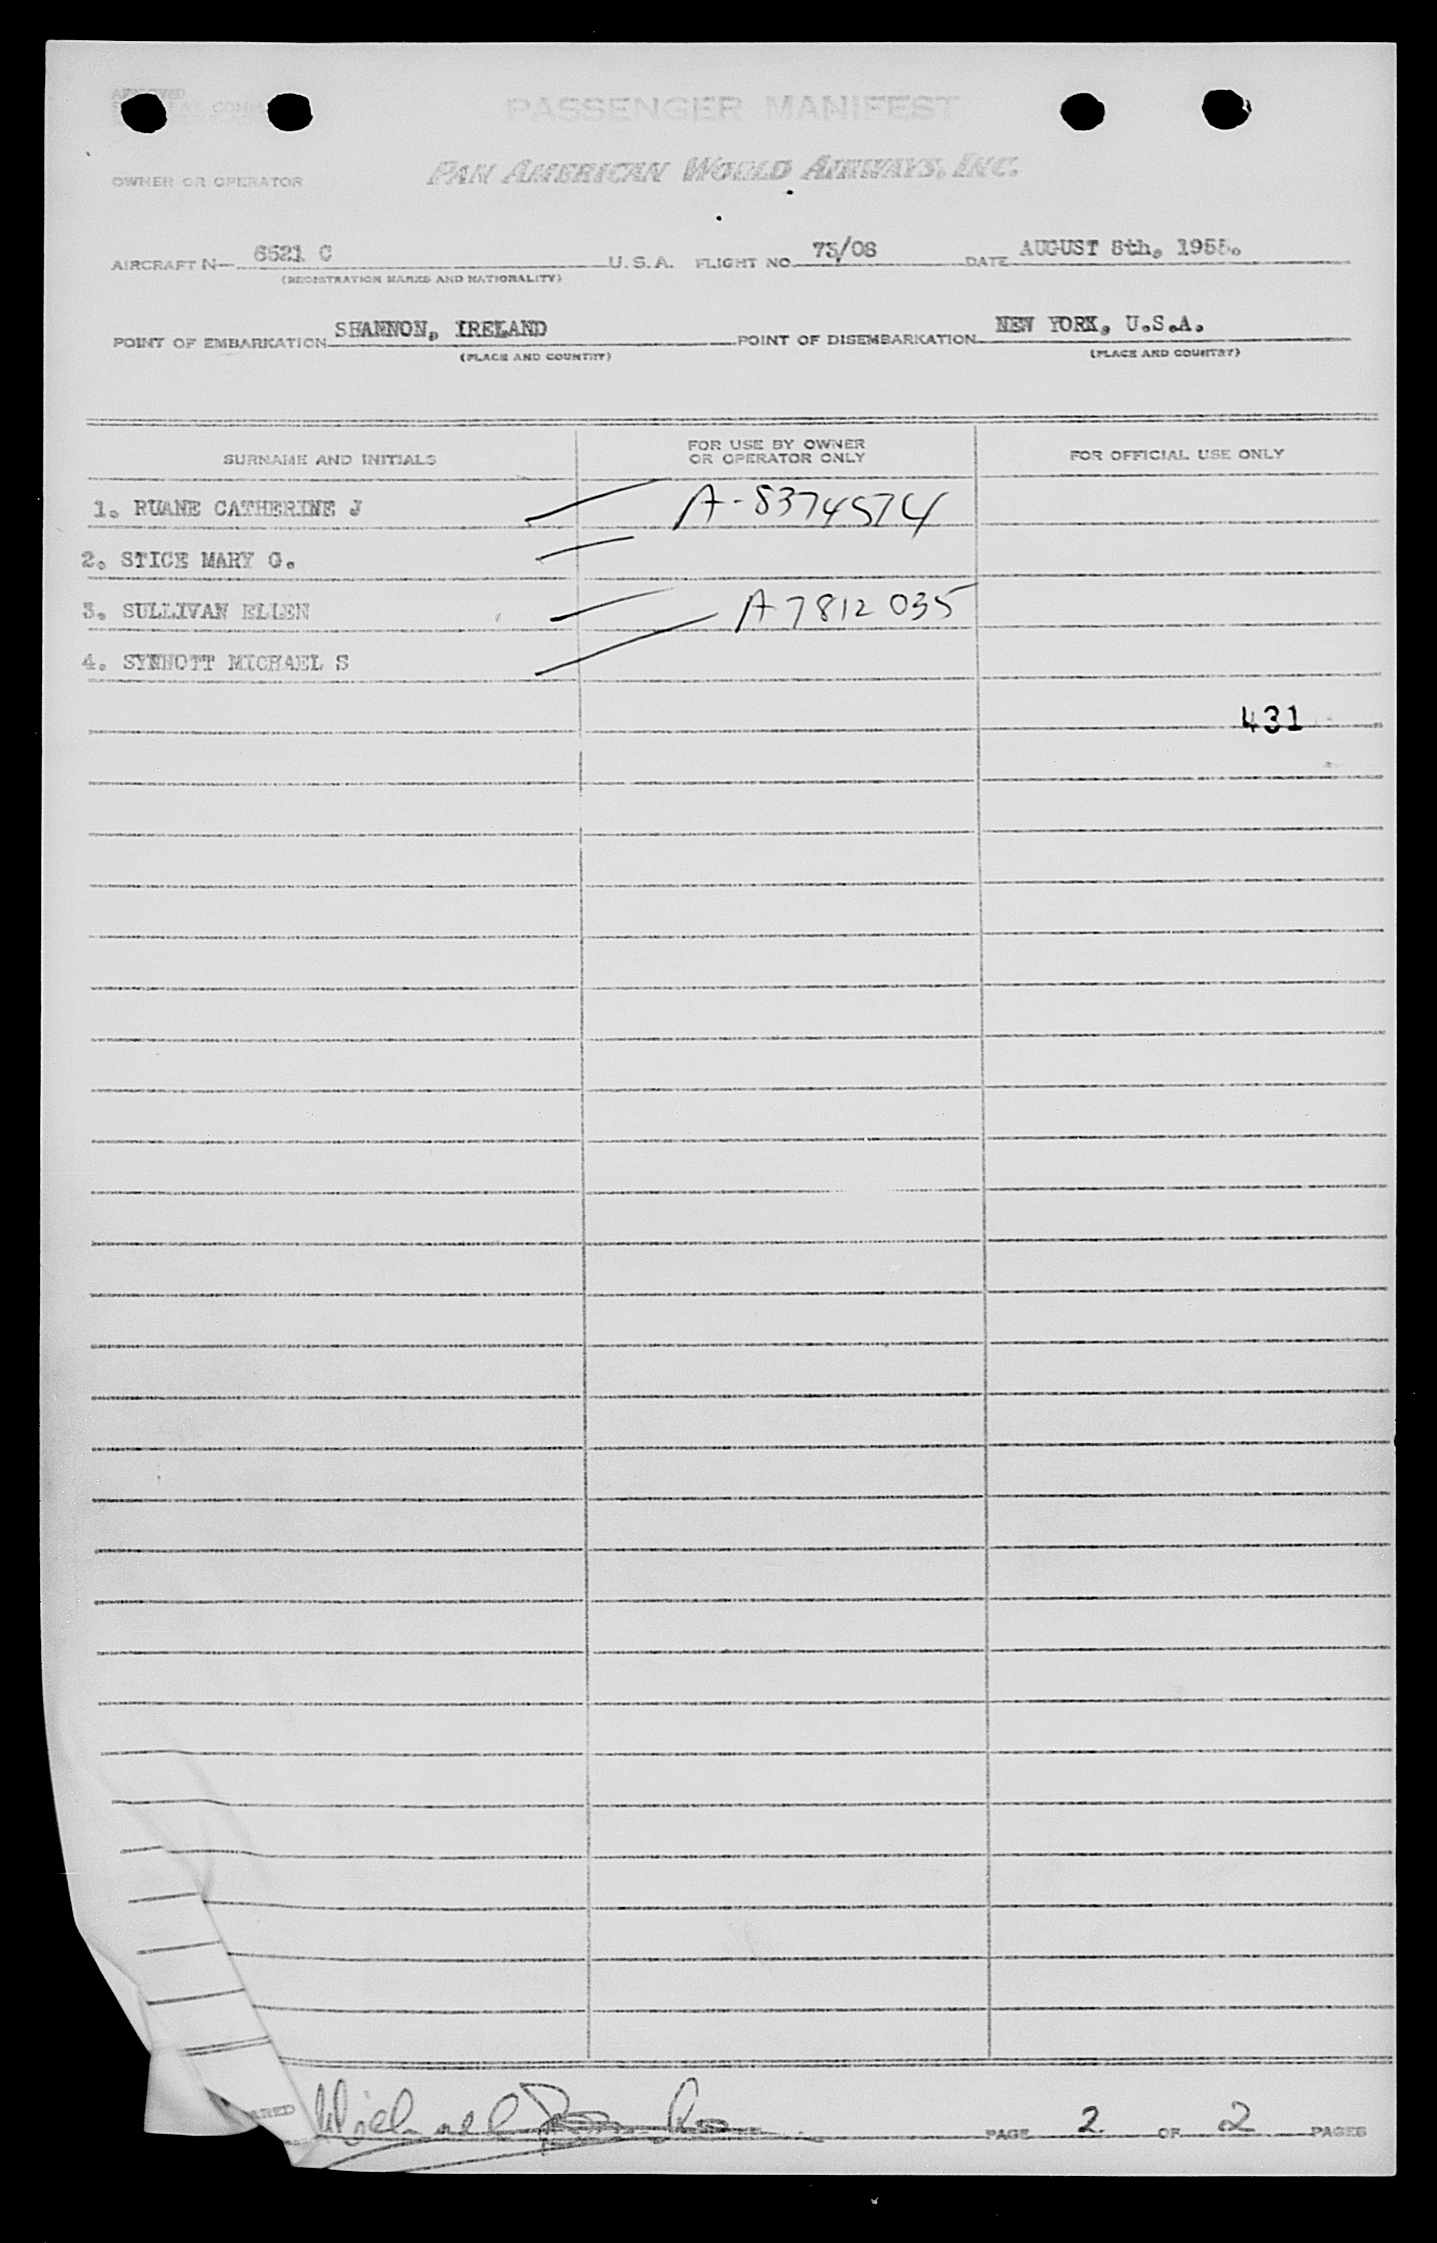 APPROVED
PASSENGER MANIFEST
OWNER OR OPERATOR PAN AMERICAN WORLD AIRWAYS, INC.
AIRCRAFT N- 6521 C U.S.A. FLIGHT NO. 75/08 DATE AUGUST 8th, 1955.
(REGISTRATION MARKS AND NATIONALITY)
POINT OF EMBARKATION SHANNON, IRELAND POINT OF DISEMBARKATION NEW YORK, U.S.A.
(PLACE AND COUNTRY) (PLACE AND COUNTRY)
SURNAME AND INITIALS FOR USE BY OWNER OR OPERATOR ONLY FOR OFFICIAL USE ONLY
1. RUANE CATHERINE J A-8374574
2. STICE MARY G.
3. SULLIVAN ELLEN A7812035
4. SYNNOTT MICHAEL S
431
Michael
PAGE 2 OF 2 PAGES